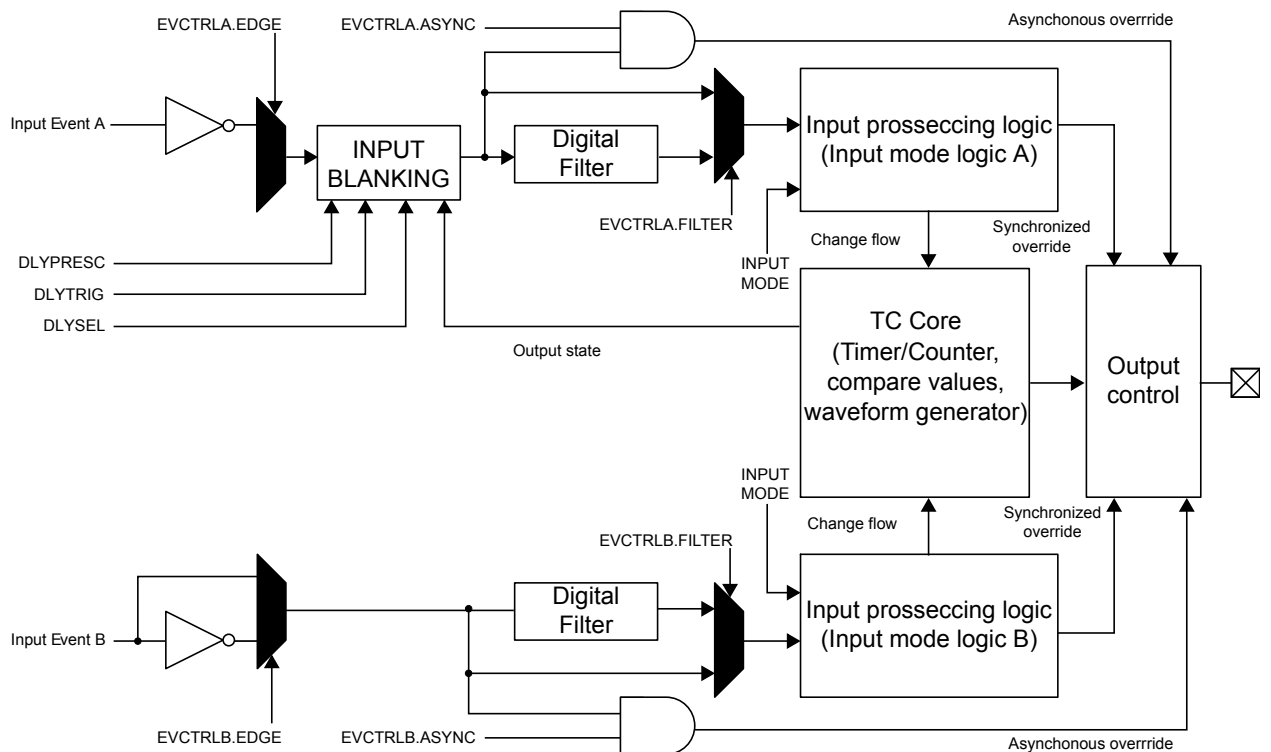 EVCTRLA.EDGE
EVCTRLA.ASYNC
Asynchonous overrride
Input Event A
INPUT
BLANKING
Digital
Filter
Input prosseccing logic
(Input mode logic A)
EVCTRLA.FILTER
Change flow
Synchronized
override
DLYPRESC
DLYTRIG
DLYSEL
INPUT
MODE
Output state
TC Core
(Timer/Counter,
compare values,
waveform generator)
Output
control
INPUT
MODE
Change flow
Synchronized
override
EVCTRLB.FILTER
Input Event B
Digital
Filter
Input prosseccing logic
(Input mode logic B)
EVCTRLB.EDGE
EVCTRLB.ASYNC
Asynchonous overrride